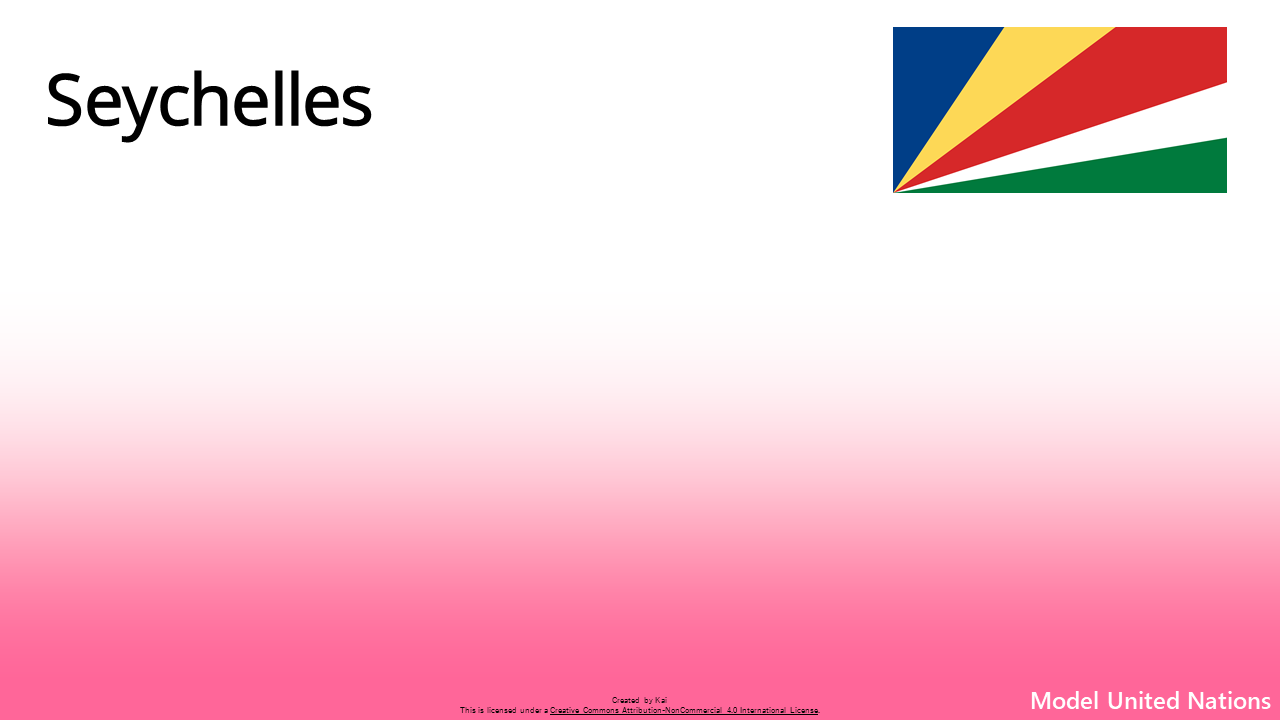 Seychelles
Created by Kai
This is licensed under a Creative Commons Attribution-NonCommercial 4.0 International License.
Model United Nations